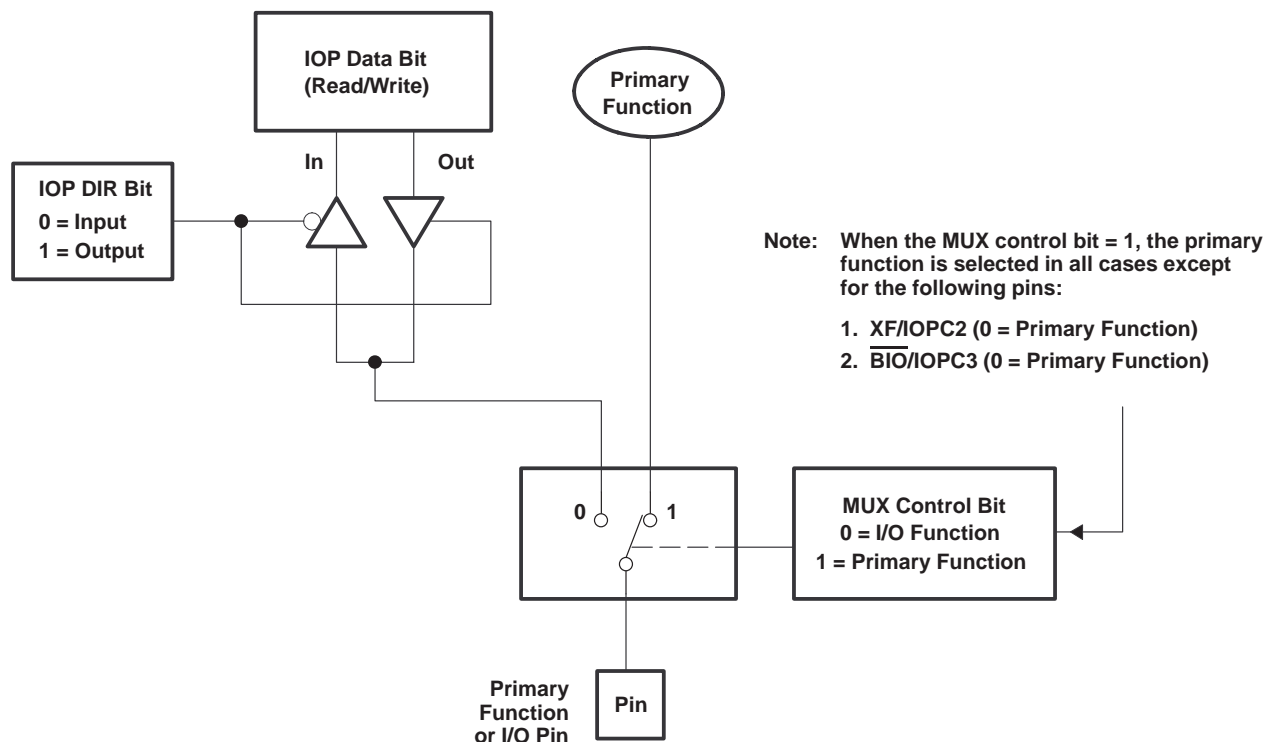 IOP Data Bit
(Read/Write)
Primary
Function
In
Out
IOP DIR Bit
0 = Input
1 = Output
Note: When the MUX control bit = 1, the primary
function is selected in all cases except
for the following pins:
1. XF/IOPC2 (0 = Primary Function)
2. B̅I̅O̅/IOPC3 (0 = Primary Function)
0
1
MUX Control Bit
0 = I/O Function
1 = Primary Function
Primary
Function
or I/O Pin
Pin